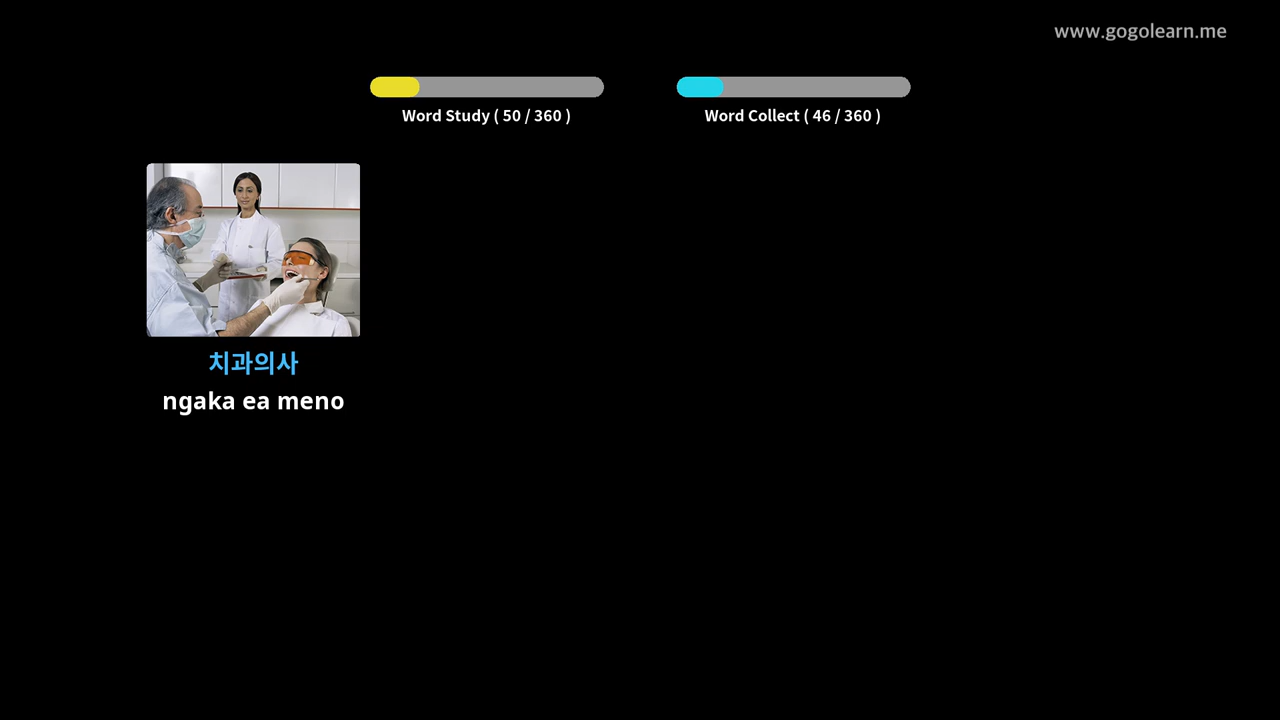 www.gogolearn.me
Word Study ( 50 / 360 )
Word Collect ( 46 / 360 )
치과의사
ngaka ea meno